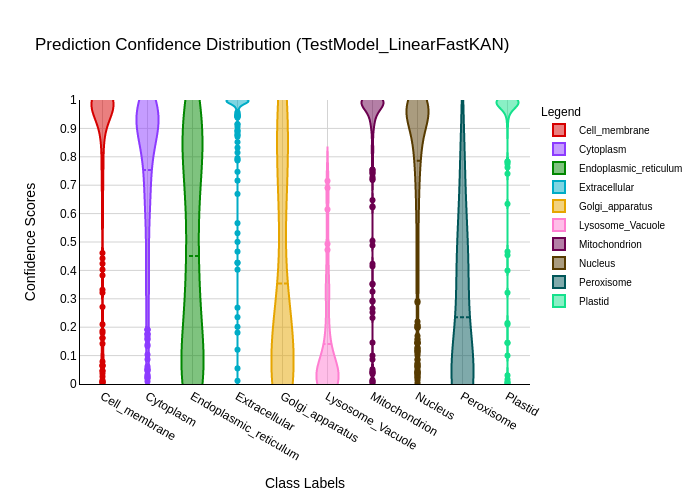 Prediction Confidence Distribution (TestModel_LinearFastKAN)
Legend
Cell_membrane
Cytoplasm
Endoplasmic_reticulum
Extracellular
Golgi_apparatus
Lysosome_Vacuole
Mitochondrion
Nucleus
Peroxisome
Plastid
Confidence Scores
1
0.9
0.8
0.7
0.6
0.5
0.4
0.3
0.2
0.1
0
Cell_membrane
Cytoplasm
Endoplasmic_reticulum
Extracellular
Golgi_apparatus
Lysosome_Vacuole
Mitochondrion
Nucleus
Peroxisome
Plastid
Class Labels